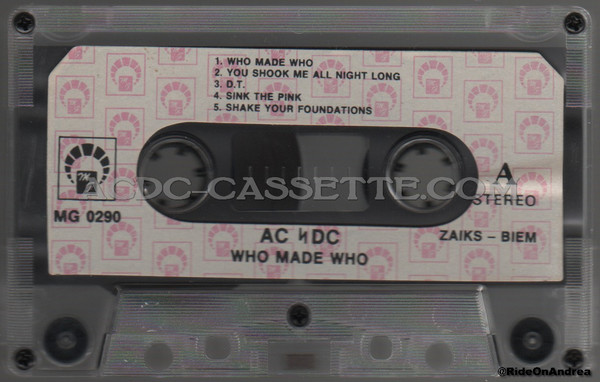 1. WHO MADE WHO
2. YOU SHOOK ME ALL NIGHT LONG
3. D.T.
4. SINK THE PINK
5. SHAKE YOUR FOUNDATIONS
ACDC-CASSETTE.COM
A
STEREO
MG 0290
AC ϟ DC
ZAIKS – BIEM
WHO MADE WHO
@RideOnAndrea